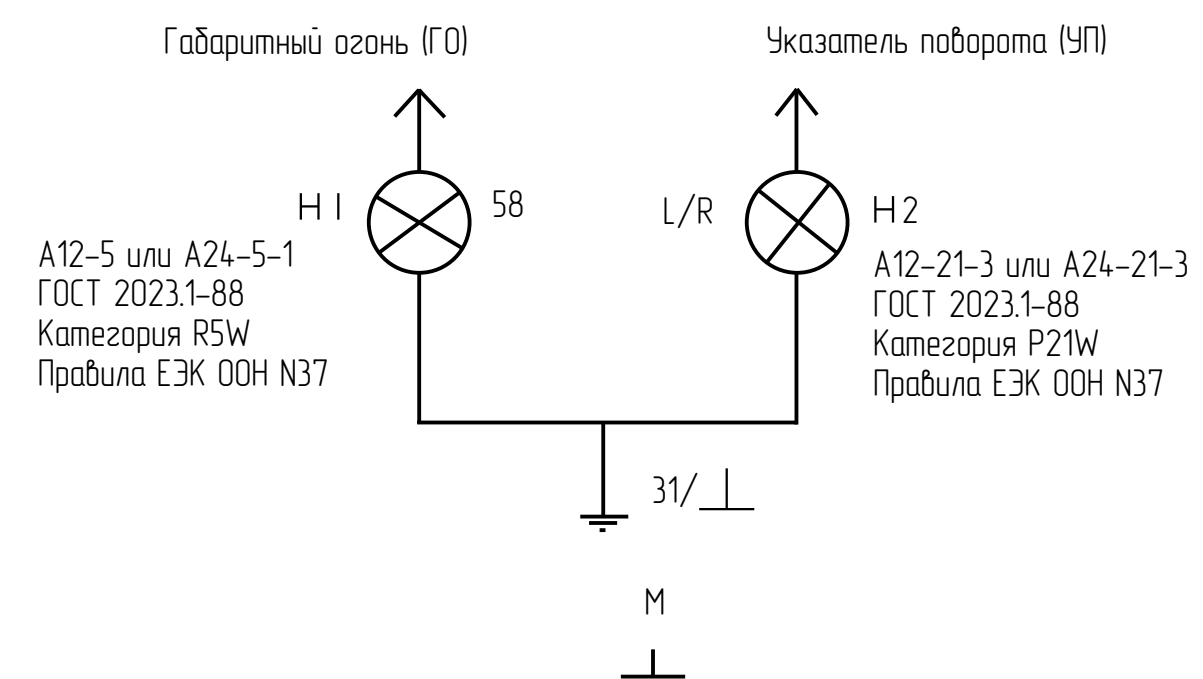 Габаритный огонь (ГО)
Указатель поворота (УП)
H1
58
L/R
H2
А12-5 или А24-5-1
ГОСТ 2023.1-88
Категория R5W
Правила ЕЭК ООН N37
А12-21-3 или А24-21-3
ГОСТ 2023.1-88
Категория P21W
Правила ЕЭК ООН N37
31/
М